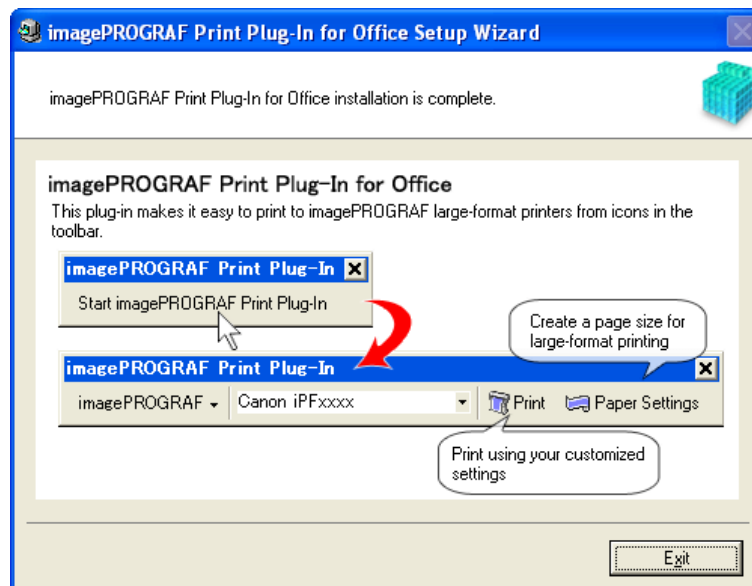 imagePROGRAF Print Plug-In for Office Setup Wizard
imagePROGRAF Print Plug-In for Office installation is complete.
imagePROGRAF Print Plug-In for Office
This plug-in makes it easy to print to imagePROGRAF large-format printers from icons in the
toolbar.
imagePROGRAF Print Plug-In
Start imagePROGRAF Print Plug-In
Create a page size for
large-format printing
imagePROGRAF Print Plug-In
imagePROGRAF Canon iPFxxxx Print Paper Settings
Print using your customized
settings
Exit